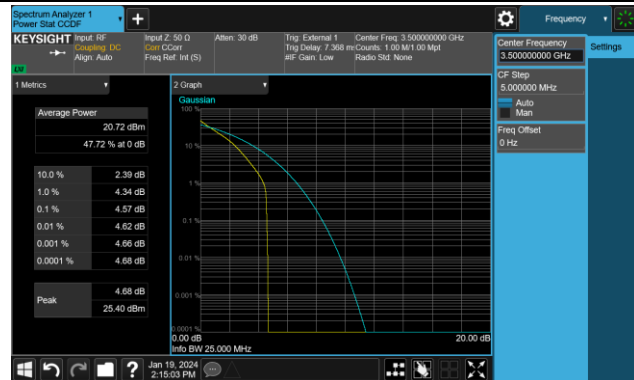 Spectrum Analyzer 1
Power Stat CCDF
+
Frequency
KEYSIGHT
Input: RF
Coupling: DC
Align: Auto
Input Z: 50 Ω
Corr CCorr
Freq Ref: Int (S)
Atten: 30 dB
Trig: External 1
Trig Delay: 7.368 ms
#IF Gain: Low
Center Freq: 3.500000000 GHz
Counts: 1.00 M/1.00 Mpt
Radio Std: None
LXI
Center Frequency
3.500000000 GHz
Settings
CF Step
5.000000 MHz
Auto
Man
Freq Offset
0 Hz
1 Metrics
Average Power
20.72 dBm
47.72 % at 0 dB
10.0 % 2.39 dB
1.0 % 4.34 dB
0.1 % 4.57 dB
0.01 % 4.62 dB
0.001 % 4.66 dB
0.0001 % 4.68 dB
Peak
4.68 dB
25.40 dBm
2 Graph
Gaussian
100 %
10 %
1 %
0.1 %
0.01 %
0.001 %
0.0001 %
0.00 dB 20.00 dB
Info BW 25.000 MHz
?
Jan 19, 2024
2:15:03 PM